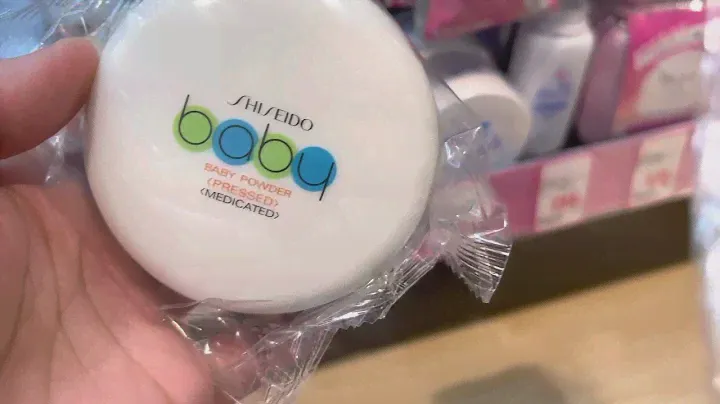 SHISEIDO
baby
BABY POWDER
<PRESSED>
<MEDICATED>